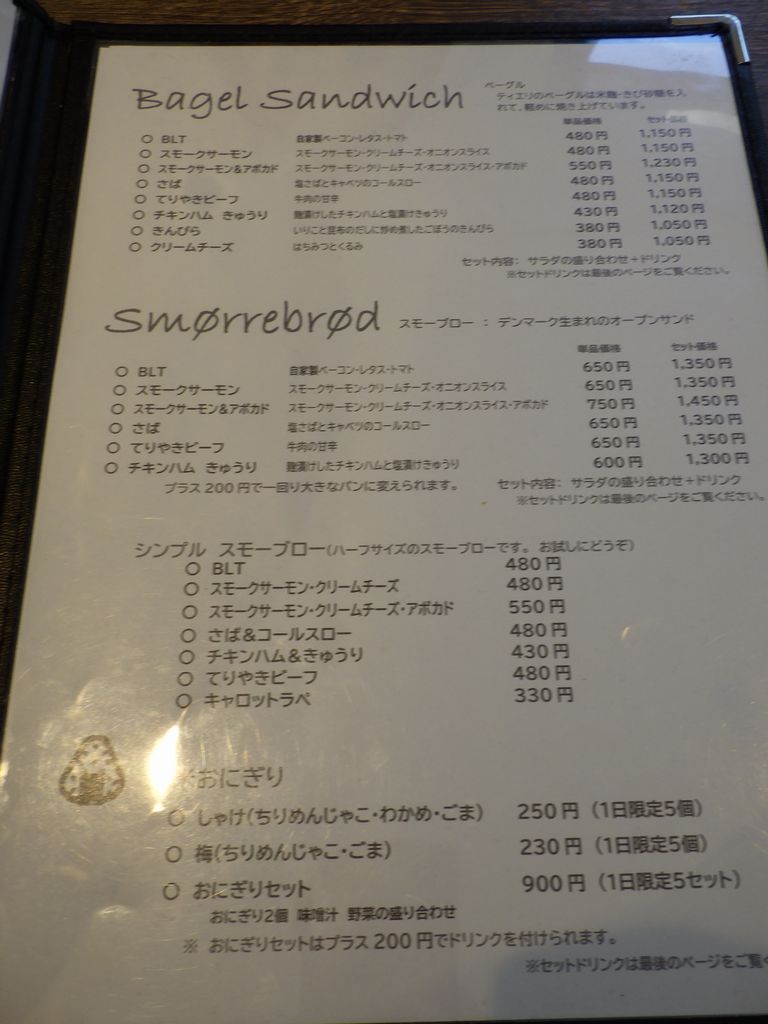 Bagel Sandwich
ベーグル
ティエリのベーグルは米麹・きび砂糖を入
れて、軽めに焼き上げています。
単品価格 セット価格
○ BLT 自家製ベーコン・レタス・トマト 480円 1,150円
○ スモークサーモン スモークサーモン・クリームチーズ・オニオンスライス 480円 1,150円
○ スモークサーモン&アボカド スモークサーモン・クリームチーズ・オニオンスライス・アボカド 550円 1,230円
○ さば 塩さばとキャベツのコールスロー 480円 1,150円
○ てりやきビーフ 牛肉の甘辛 480円 1,150円
○ チキンハム きゅうり 麹漬けしたチキンハムと塩漬けきゅうり 430円 1,120円
○ きんぴら いりこと昆布のだしに炒め煮したごぼうのきんぴら 380円 1,050円
○ クリームチーズ はちみつとくるみ 380円 1,050円
セット内容: サラダの盛り合わせ+ドリンク
※セットドリンクは最後のページをご覧ください。
Smørrebrød スモーブロー : デンマーク生まれのオープンサンド
単品価格 セット価格
○ BLT 自家製ベーコン・レタス・トマト 650円 1,350円
○ スモークサーモン スモークサーモン・クリームチーズ・オニオンスライス 650円 1,350円
○ スモークサーモン&アボカド スモークサーモン・クリームチーズ・オニオンスライス・アボカド 750円 1,450円
○ さば 塩さばとキャベツのコールスロー 650円 1,350円
○ てりやきビーフ 牛肉の甘辛 650円 1,350円
○ チキンハム きゅうり 麹漬けしたチキンハムと塩漬けきゅうり 600円 1,300円
プラス200円で一回り大きなパンに変えられます。 セット内容: サラダの盛り合わせ+ドリンク
※セットドリンクは最後のページをご覧ください。
シンプル スモーブロー(ハーフサイズのスモーブローです。 お試しにどうぞ)
○ BLT 480円
○ スモークサーモン・クリームチーズ 480円
○ スモークサーモン・クリームチーズ・アボカド 550円
○ さば&コールスロー 480円
○ チキンハム&きゅうり 430円
○ てりやきビーフ 480円
○ キャロットラペ 330円
おにぎり
○ しゃけ(ちりめんじゃこ・わかめ・ごま) 250円 (1日限定5個)
○ 梅(ちりめんじゃこ・ごま) 230円 (1日限定5個)
○ おにぎりセット 900円 (1日限定5セット)
おにぎり2個 味噌汁 野菜の盛り合わせ
※ おにぎりセットはプラス200円でドリンクを付けられます。
※セットドリンクは最後のページをご覧く